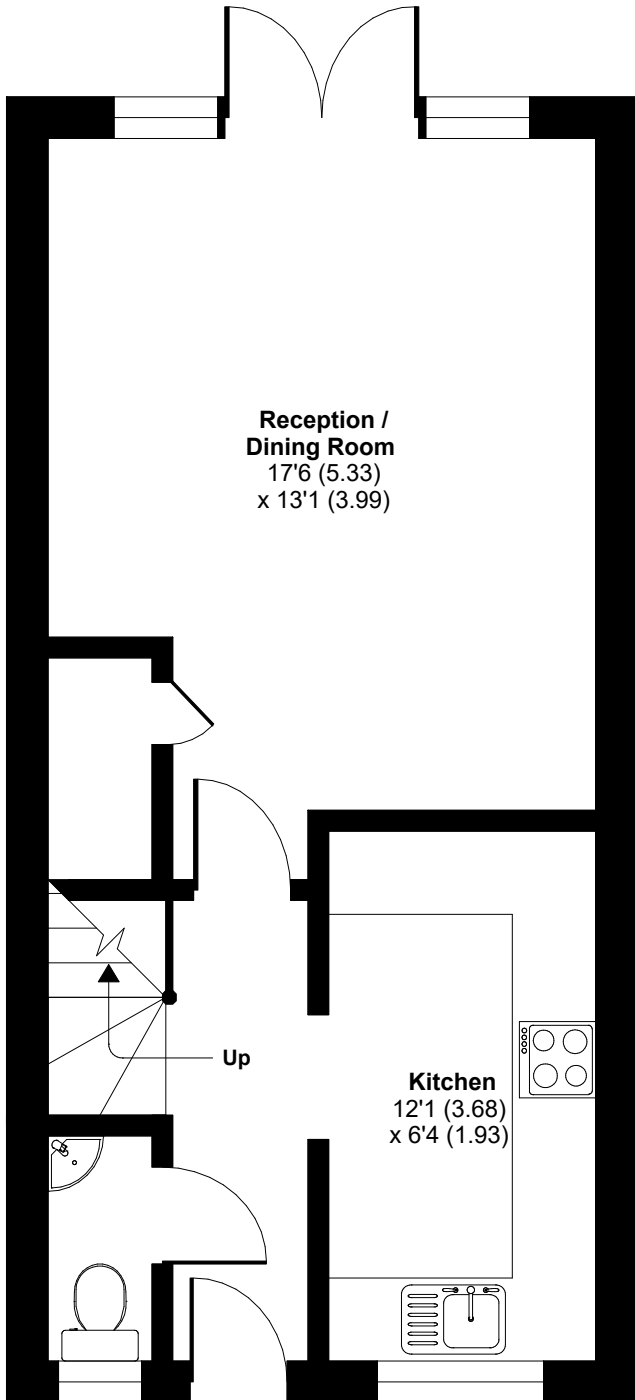 Reception /
Dining Room
17'6 (5.33)
x 13'1 (3.99)
Up
Kitchen
12'1 (3.68)
x 6'4 (1.93)